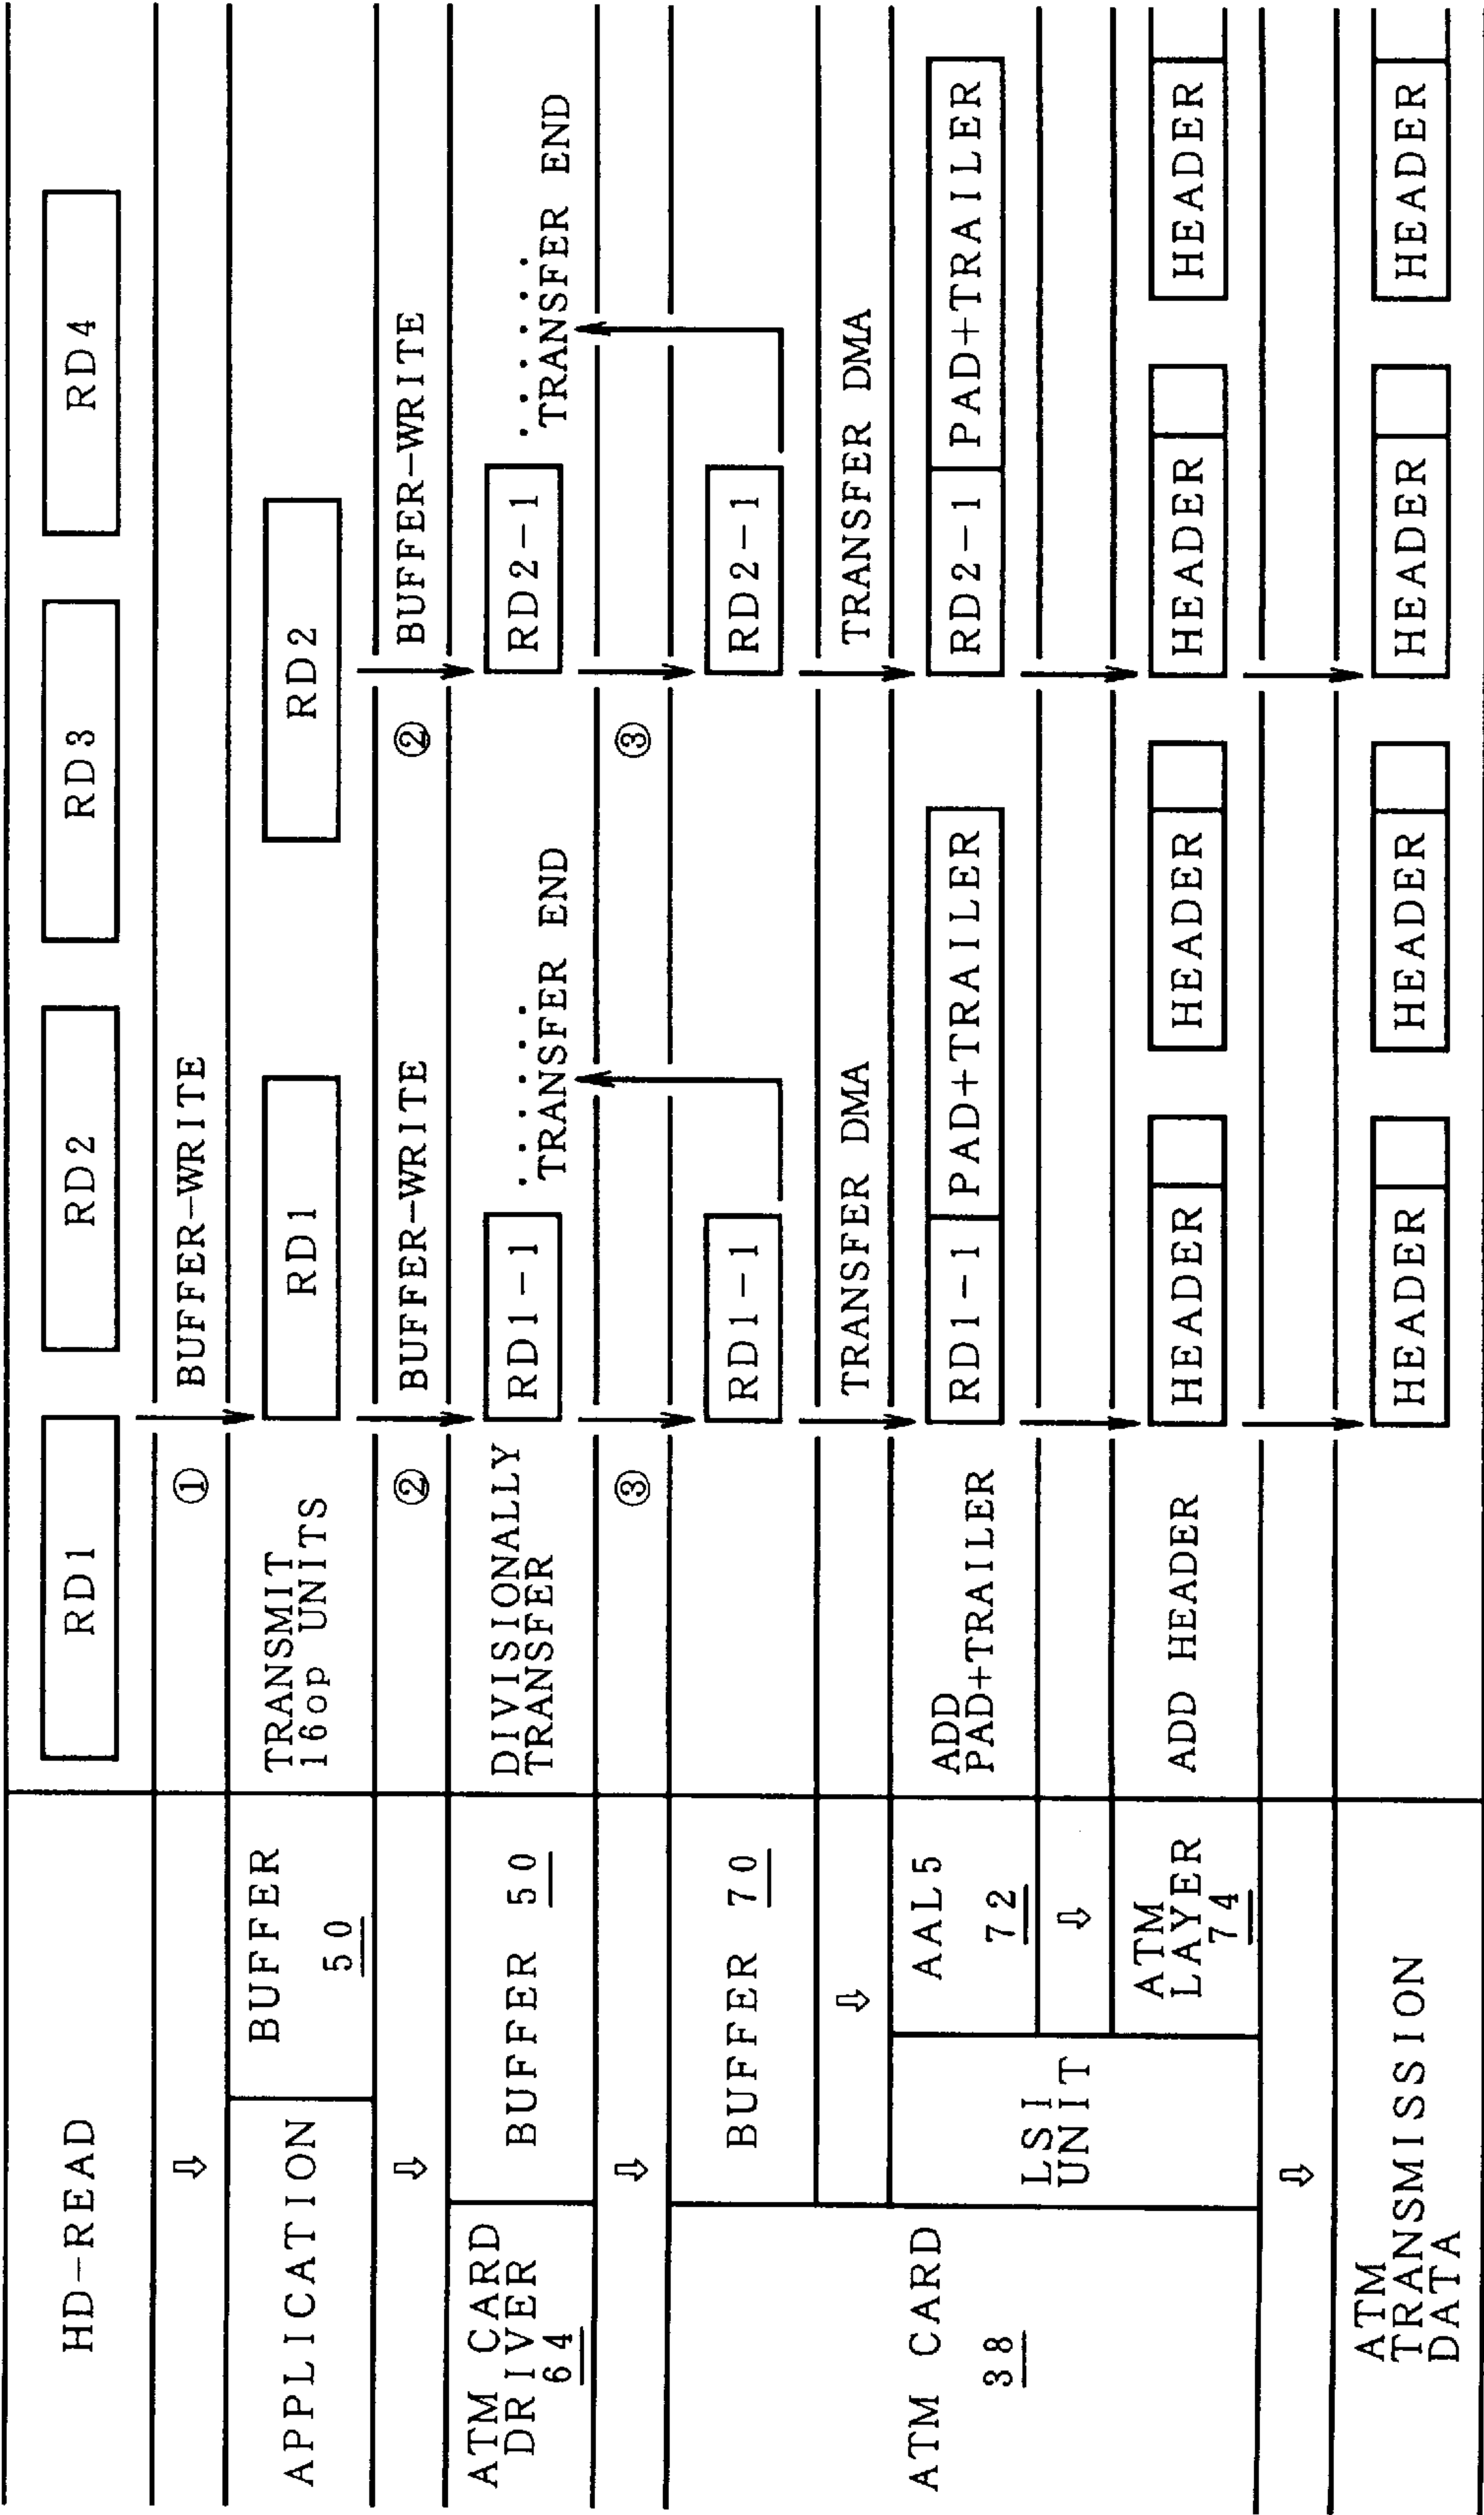 HD-READ
RD1
RD2
RD3
RD4
⇩
①
BUFFER-WRITE
APPLICATION
BUFFER
50
TRANSMIT
16op UNITS
RD1
RD2
⇩
②
BUFFER-WRITE
②
BUFFER-WRITE
ATM CARD
DRIVER
64
BUFFER 50
DIVISIONALLY
TRANSFER
RD1-1
......
TRANSFER END
RD2-1
......
TRANSFER END
⇩
③
③
ATM CARD
38
BUFFER 70
RD1-1
RD2-1
⇩
TRANSFER DMA
TRANSFER DMA
LSI
UNIT
AAL5
72
ADD
PAD+TRAILER
RD1-1
PAD+TRAILER
RD2-1
PAD+TRAILER
⇩
ATM
LAYER
74
ADD HEADER
HEADER
HEADER
HEADER
HEADER
⇩
ATM
TRANSMISSION
DATA
HEADER
HEADER
HEADER
HEADER